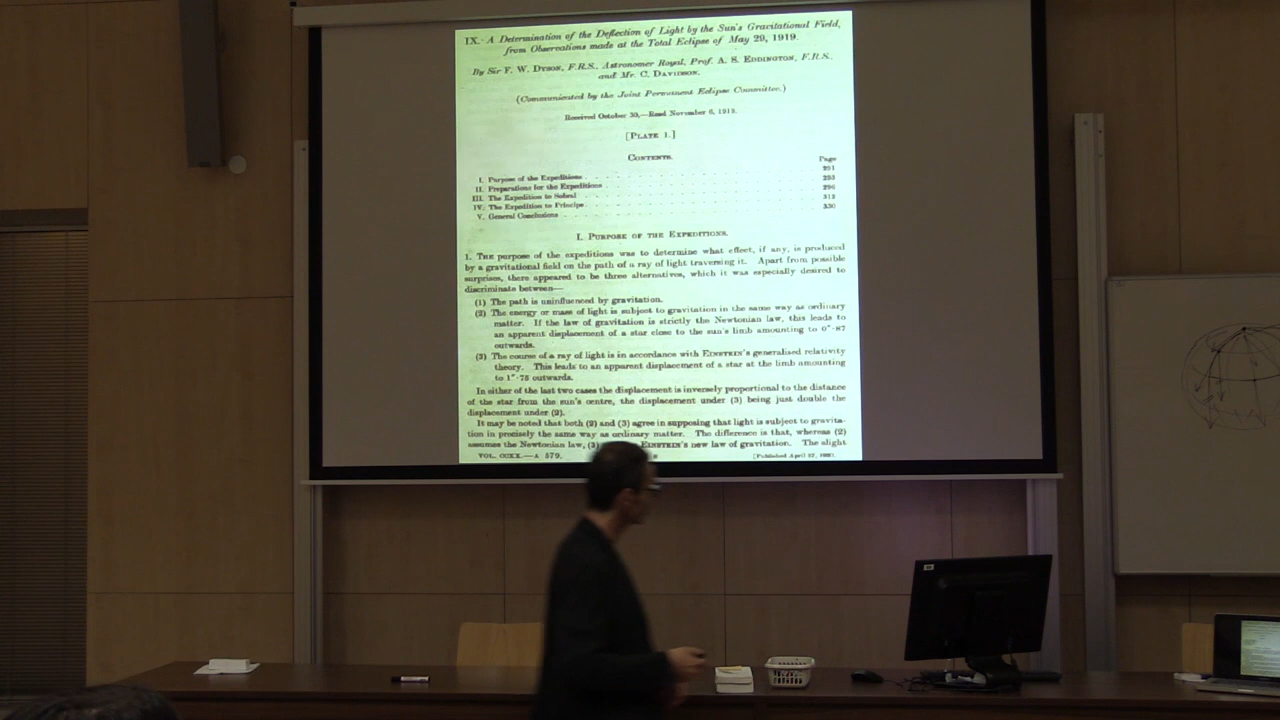 IX. A Determination of the Deflection of Light by the Sun's Gravitational Field,
from Observations made at the Total Eclipse of May 29, 1919.
By Sir F. W. DYSON, F.R.S., Astronomer Royal, Prof. A. S. EDDINGTON, F.R.S.,
and Mr. C. DAVIDSON.
(Communicated by the Joint Permanent Eclipse Committee.)
Received October 30,—Read November 6, 1919.
[PLATE 1.]
CONTENTS.
Page
I. Purpose of the Expeditions 291
II. Preparations for the Expeditions 293
III. The Expedition to Sobral 296
IV. The Expedition to Principe 312
V. General Conclusions 330
I. PURPOSE OF THE EXPEDITIONS.
1. THE purpose of the expeditions was to determine what effect, if any, is produced
by a gravitational field on the path of a ray of light traversing it. Apart from possible
surprises, there appeared to be three alternatives, which it was especially desired to
discriminate between—
(1) The path is uninfluenced by gravitation.
(2) The energy or mass of light is subject to gravitation in the same way as ordinary
matter. If the law of gravitation is strictly the Newtonian law, this leads to
an apparent displacement of a star close to the sun's limb amounting to 0"·87
outwards.
(3) The course of a ray of light is in accordance with EINSTEIN'S generalised relativity
theory. This leads to an apparent displacement of a star at the limb amounting
to 1"·75 outwards.
In either of the last two cases the displacement is inversely proportional to the distance
of the star from the sun's centre, the displacement under (3) being just double the
displacement under (2).
It may be noted that both (2) and (3) agree in supposing that light is subject to gravita-
tion in precisely the same way as ordinary matter. The difference is that, whereas (2)
assumes the Newtonian law, (3) EINSTEIN'S new law of gravitation. The slight
VOL. CCXX.—A 579. [Published April 27, 1920.